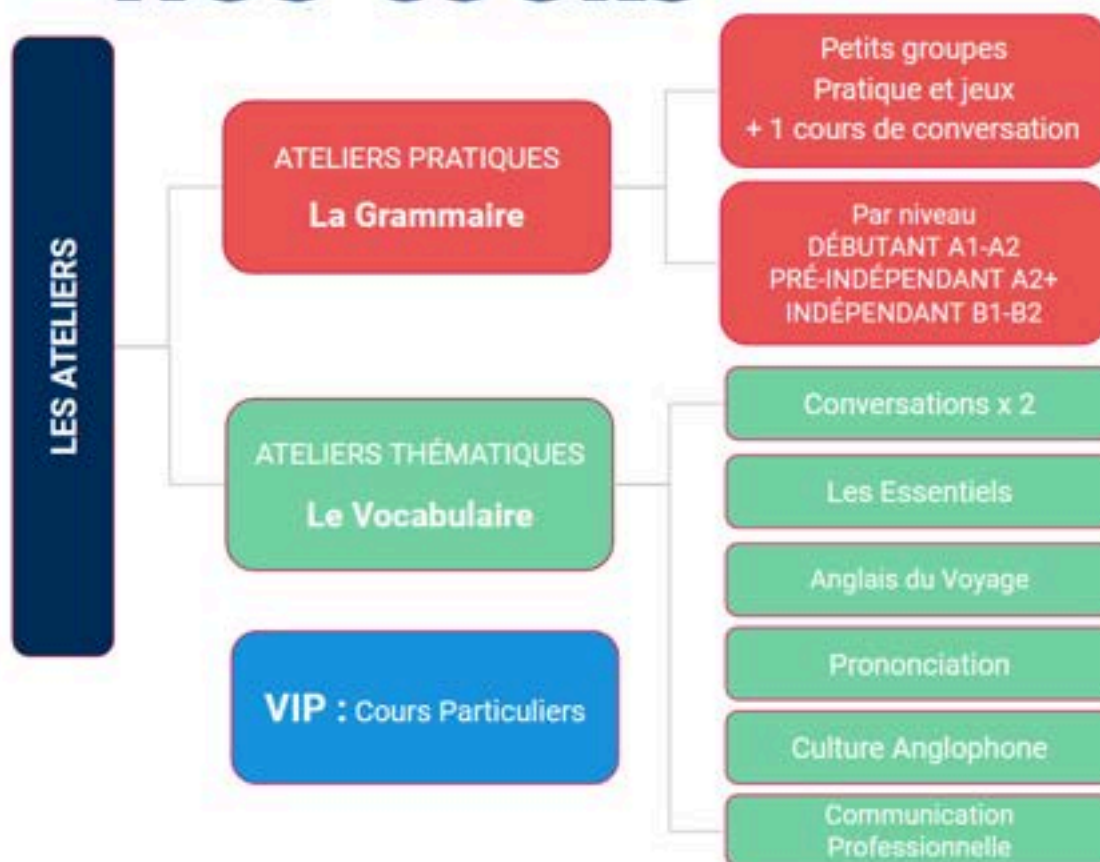 LES ATELIERS
ATELIERS PRATIQUES
La Grammaire
Petits groupes
Pratique et jeux
+ 1 cours de conversation
Par niveau
DÉBUTANT A1-A2
PRÉ-INDÉPENDANT A2+
INDÉPENDANT B1-B2
ATELIERS THÉMATIQUES
Le Vocabulaire
Conversations x 2
Les Essentiels
Anglais du Voyage
Prononciation
Culture Anglophone
Communication
Professionnelle
VIP : Cours Particuliers